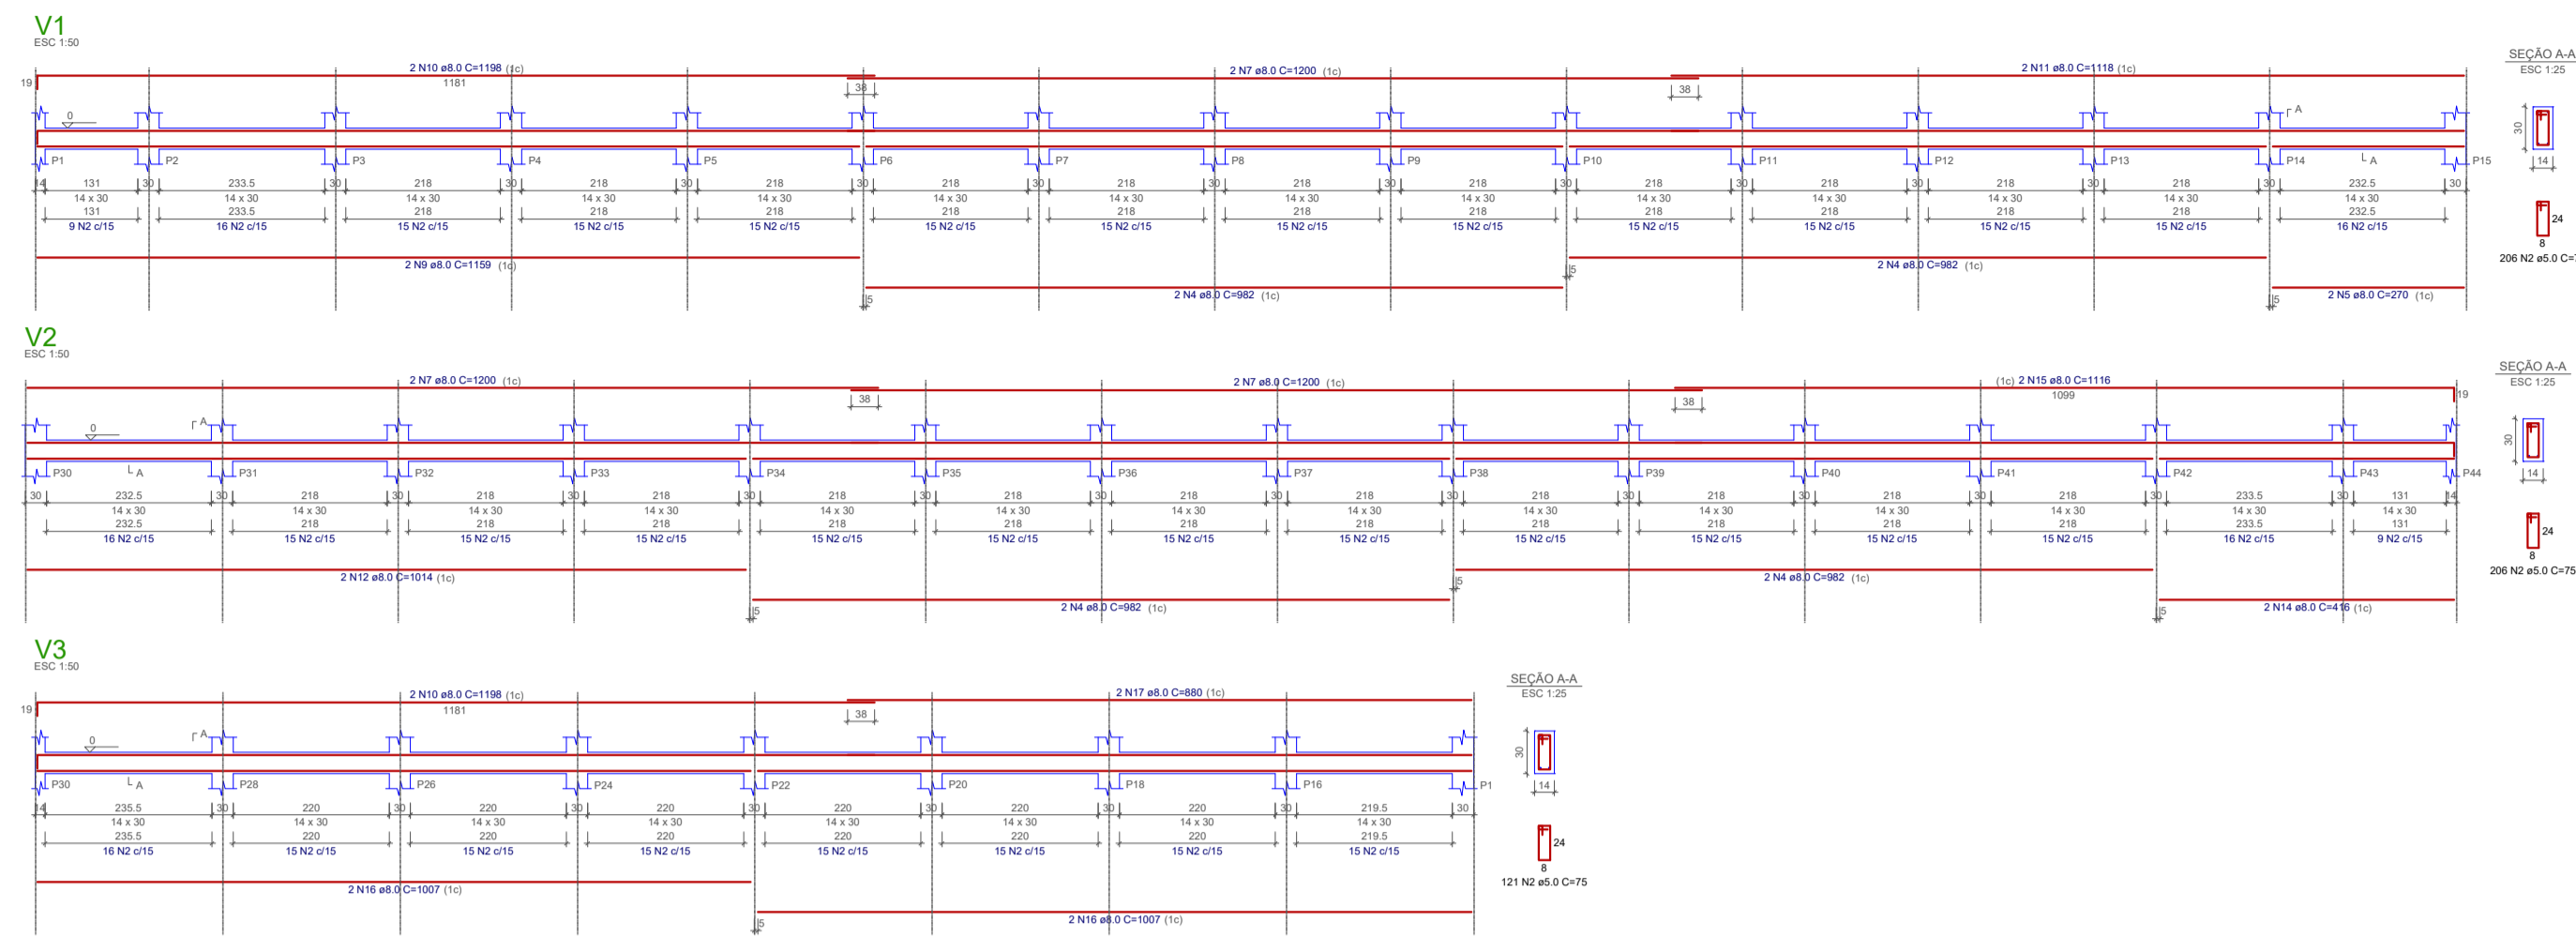 V1
ESC 1:50
SEÇÃO A-A
ESC 1:25
2 N10 ø8.0 C=1198 (1c)
2 N7 ø8.0 C=1200 (1c)
2 N11 ø8.0 C=1118 (1c)
19
1181
38
38
0
A
30
14
P1 P2 P3 P4 P5 P6 P7 P8 P9 P10 P11 P12 P13 P14 A P15
14 131 30 233.5 30 218 30 218 30 218 30 218 30 218 30 218 30 218 30 218 30 218 30 218 30 218 30 232.5 30
14 x 30 14 x 30 14 x 30 14 x 30 14 x 30 14 x 30 14 x 30 14 x 30 14 x 30 14 x 30 14 x 30 14 x 30 14 x 30 14 x 30
131 233.5 218 218 218 218 218 218 218 218 218 218 218 232.5
9 N2 c/15 16 N2 c/15 15 N2 c/15 15 N2 c/15 15 N2 c/15 15 N2 c/15 15 N2 c/15 15 N2 c/15 15 N2 c/15 15 N2 c/15 15 N2 c/15 15 N2 c/15 15 N2 c/15 16 N2 c/15
24
8
206 N2 ø5.0 C=
2 N9 ø8.0 C=1159 (1c)
2 N4 ø8.0 C=982 (1c)
5
5
2 N4 ø8.0 C=982 (1c)
5
2 N5 ø8.0 C=270 (1c)
V2
ESC 1:50
SEÇÃO A-A
ESC 1:25
2 N7 ø8.0 C=1200 (1c)
2 N7 ø8.0 C=1200 (1c)
(1c) 2 N15 ø8.0 C=1116
1099
19
38
38
0
A
30
14
P30 A P31 P32 P33 P34 P35 P36 P37 P38 P39 P40 P41 P42 P43 P44
30 232.5 30 218 30 218 30 218 30 218 30 218 30 218 30 218 30 218 30 218 30 218 30 218 30 233.5 30 131 14
14 x 30 14 x 30 14 x 30 14 x 30 14 x 30 14 x 30 14 x 30 14 x 30 14 x 30 14 x 30 14 x 30 14 x 30 14 x 30 14 x 30
232.5 218 218 218 218 218 218 218 218 218 218 218 233.5 131
16 N2 c/15 15 N2 c/15 15 N2 c/15 15 N2 c/15 15 N2 c/15 15 N2 c/15 15 N2 c/15 15 N2 c/15 15 N2 c/15 15 N2 c/15 15 N2 c/15 15 N2 c/15 16 N2 c/15 9 N2 c/15
24
8
206 N2 ø5.0 C=75
2 N12 ø8.0 C=1014 (1c)
5
2 N4 ø8.0 C=982 (1c)
5
2 N4 ø8.0 C=982 (1c)
5
2 N14 ø8.0 C=416 (1c)
V3
ESC 1:50
SEÇÃO A-A
ESC 1:25
2 N10 ø8.0 C=1198 (1c)
2 N17 ø8.0 C=880 (1c)
19
1181
38
0
A
30
14
P30 A P28 P26 P24 P22 P20 P18 P16 P1
14 235.5 30 220 30 220 30 220 30 220 30 220 30 220 30 219.5 30
14 x 30 14 x 30 14 x 30 14 x 30 14 x 30 14 x 30 14 x 30 14 x 30
235.5 220 220 220 220 220 220 219.5
16 N2 c/15 15 N2 c/15 15 N2 c/15 15 N2 c/15 15 N2 c/15 15 N2 c/15 15 N2 c/15 15 N2 c/15
24
8
121 N2 ø5.0 C=75
2 N16 ø8.0 C=1007 (1c)
5
2 N16 ø8.0 C=1007 (1c)